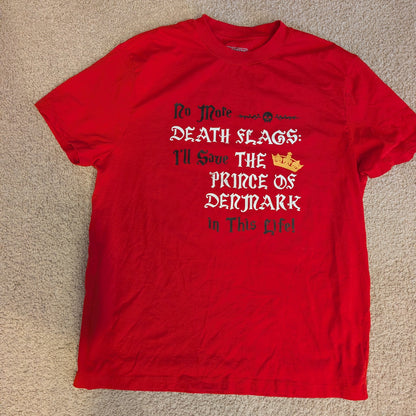 No More
DEATH FLAGS:
I'll Save THE
PRINCE OF
DENMARK
in This Life!